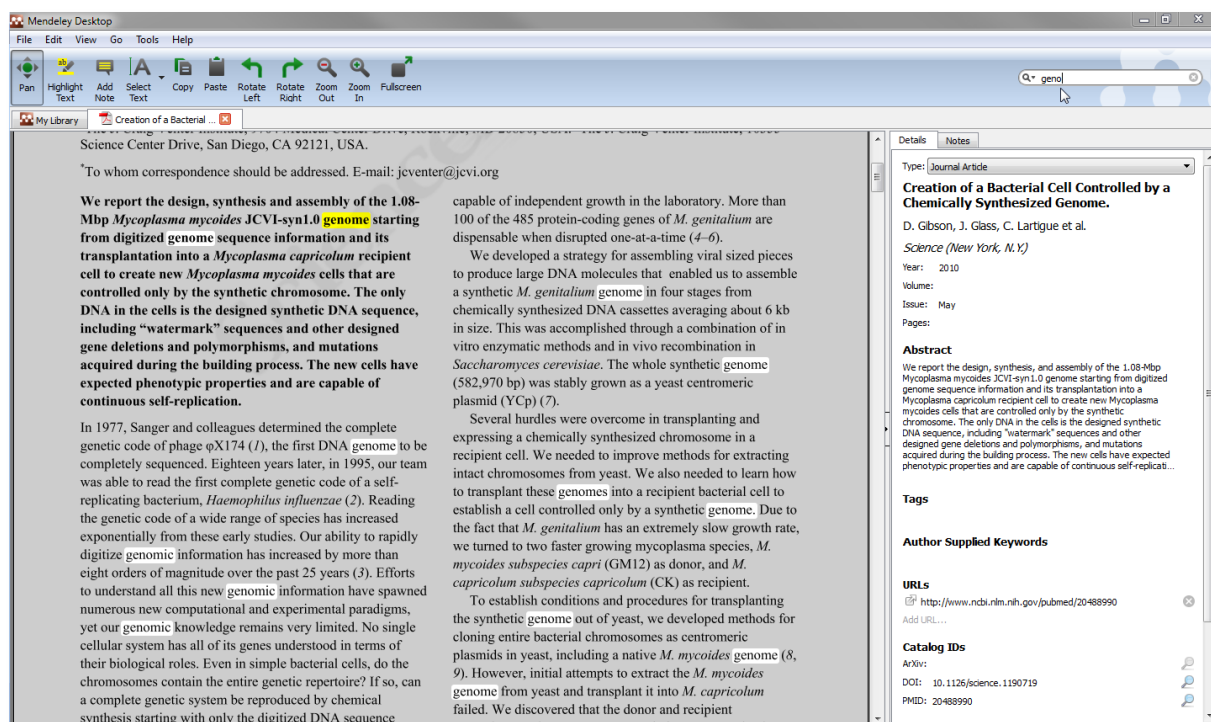 Mendeley Desktop
File Edit View Go Tools Help
Pan Highlight Text Add Note Select Text Copy Paste Rotate Left Rotate Right Zoom Out Zoom In Fullscreen
geno
My Library Creation of a Bacterial ...
Science Center Drive, San Diego, CA 92121, USA.
*To whom correspondence should be addressed. E-mail: jcventer@jcvi.org
We report the design, synthesis and assembly of the 1.08-
Mbp Mycoplasma mycoides JCVI-syn1.0 genome starting
from digitized genome sequence information and its
transplantation into a Mycoplasma capricolum recipient
cell to create new Mycoplasma mycoides cells that are
controlled only by the synthetic chromosome. The only
DNA in the cells is the designed synthetic DNA sequence,
including “watermark” sequences and other designed
gene deletions and polymorphisms, and mutations
acquired during the building process. The new cells have
expected phenotypic properties and are capable of
continuous self-replication.
In 1977, Sanger and colleagues determined the complete
genetic code of phage φX174 (1), the first DNA genome to be
completely sequenced. Eighteen years later, in 1995, our team
was able to read the first complete genetic code of a self-
replicating bacterium, Haemophilus influenzae (2). Reading
the genetic code of a wide range of species has increased
exponentially from these early studies. Our ability to rapidly
digitize genomic information has increased by more than
eight orders of magnitude over the past 25 years (3). Efforts
to understand all this new genomic information have spawned
numerous new computational and experimental paradigms,
yet our genomic knowledge remains very limited. No single
cellular system has all of its genes understood in terms of
their biological roles. Even in simple bacterial cells, do the
chromosomes contain the entire genetic repertoire? If so, can
a complete genetic system be reproduced by chemical
synthesis starting with only the digitized DNA sequence
capable of independent growth in the laboratory. More than
100 of the 485 protein-coding genes of M. genitalium are
dispensable when disrupted one-at-a-time (4–6).
We developed a strategy for assembling viral sized pieces
to produce large DNA molecules that enabled us to assemble
a synthetic M. genitalium genome in four stages from
chemically synthesized DNA cassettes averaging about 6 kb
in size. This was accomplished through a combination of in
vitro enzymatic methods and in vivo recombination in
Saccharomyces cerevisiae. The whole synthetic genome
(582,970 bp) was stably grown as a yeast centromeric
plasmid (YCp) (7).
Several hurdles were overcome in transplanting and
expressing a chemically synthesized chromosome in a
recipient cell. We needed to improve methods for extracting
intact chromosomes from yeast. We also needed to learn how
to transplant these genomes into a recipient bacterial cell to
establish a cell controlled only by a synthetic genome. Due to
the fact that M. genitalium has an extremely slow growth rate,
we turned to two faster growing mycoplasma species, M.
mycoides subspecies capri (GM12) as donor, and M.
capricolum subspecies capricolum (CK) as recipient.
To establish conditions and procedures for transplanting
the synthetic genome out of yeast, we developed methods for
cloning entire bacterial chromosomes as centromeric
plasmids in yeast, including a native M. mycoides genome (8,
9). However, initial attempts to extract the M. mycoides
genome from yeast and transplant it into M. capricolum
failed. We discovered that the donor and recipient
Details Notes
Type: Journal Article
Creation of a Bacterial Cell Controlled by a
Chemically Synthesized Genome.
D. Gibson, J. Glass, C. Lartigue et al.
Science (New York, N.Y.)
Year: 2010
Volume:
Issue: May
Pages:
Abstract
We report the design, synthesis, and assembly of the 1.08-Mbp
Mycoplasma mycoides JCVI-syn1.0 genome starting from digitized
genome sequence information and its transplantation into a
Mycoplasma capricolum recipient cell to create new Mycoplasma
mycoides cells that are controlled only by the synthetic
chromosome. The only DNA in the cells is the designed synthetic
DNA sequence, including "watermark" sequences and other
designed gene deletions and polymorphisms, and mutations
acquired during the building process. The new cells have expected
phenotypic properties and are capable of continuous self-replicati...
Tags
Author Supplied Keywords
URLs
http://www.ncbi.nlm.nih.gov/pubmed/20488990
Add URL...
Catalog IDs
ArXiv:
DOI: 10.1126/science.1190719
PMID: 20488990